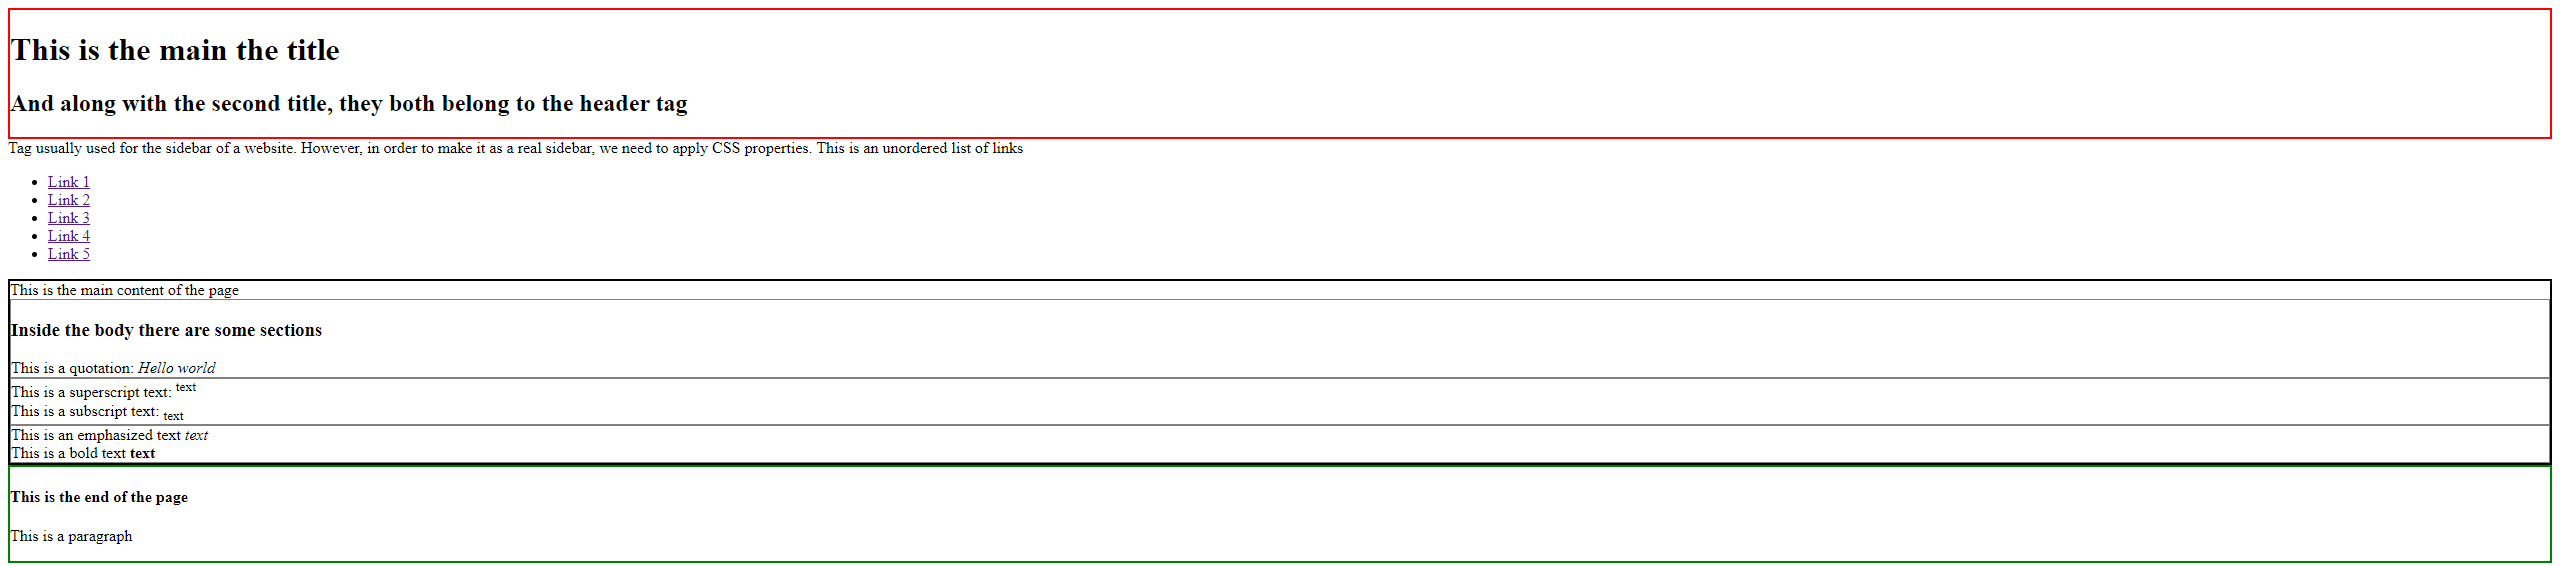 This is the main the title
And along with the second title, they both belong to the header tag
Tag usually used for the sidebar of a website. However, in order to make it as a real sidebar, we need to apply CSS properties. This is an unordered list of links
Link 1
Link 2
Link 3
Link 4
Link 5
This is the main content of the page
Inside the body there are some sections
This is a quotation: Hello world
This is a superscript text: text
This is a subscript text: text
This is an emphasized text text
This is a bold text text
This is the end of the page
This is a paragraph